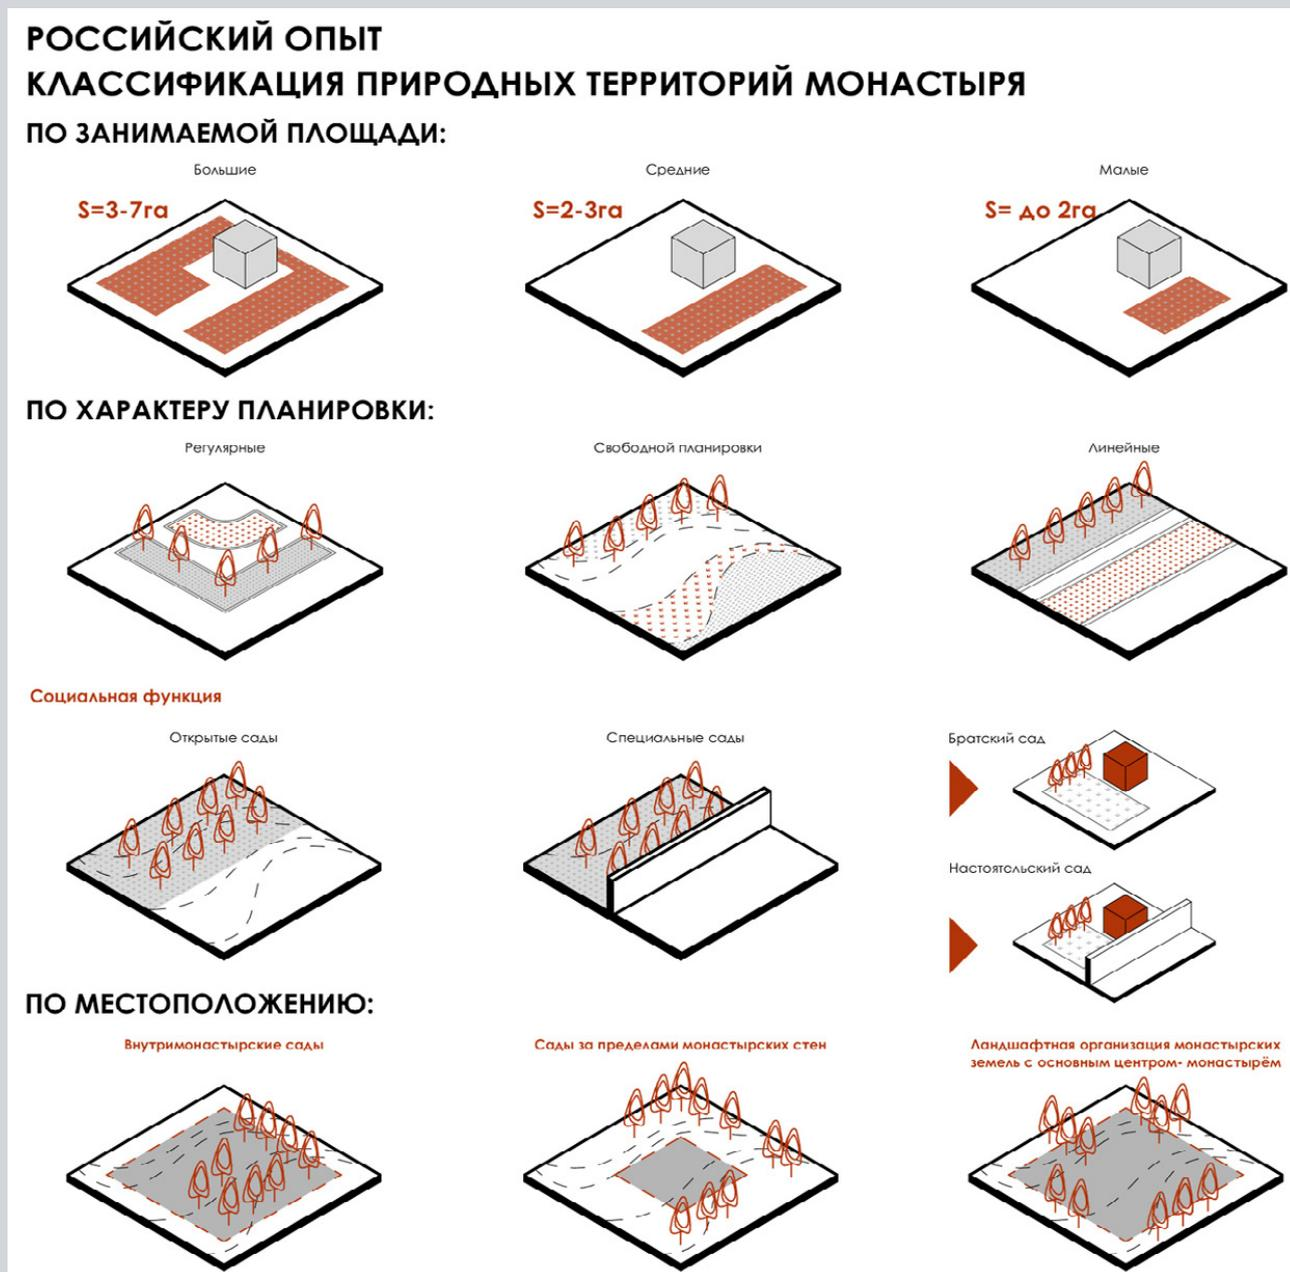 РОССИЙСКИЙ ОПЫТ
КЛАССИФИКАЦИЯ ПРИРОДНЫХ ТЕРРИТОРИЙ МОНАСТЫРЯ
ПО ЗАНИМАЕМОЙ ПЛОЩАДИ:
Большие
Средние
Малые
S=3-7га
S=2-3га
S= до 2га
ПО ХАРАКТЕРУ ПЛАНИРОВКИ:
Регулярные
Свободной планировки
Линейные
Социальная функция
Открытые сады
Специальные сады
Братский сад
Настоятельский сад
ПО МЕСТОПОЛОЖЕНИЮ:
Внутримонастырские сады
Сады за пределами монастырских стен
Ландшафтная организация монастырских
земель с основным центром- монастырём